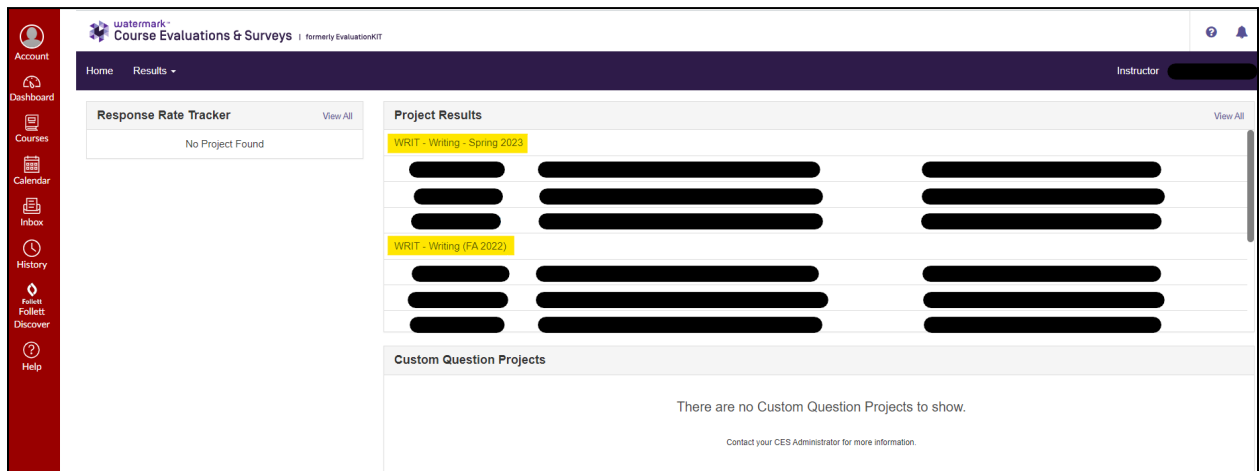 Account
Dashboard
Courses
Calendar
Inbox
History
Follett
Follett
Discover
Help
watermark™
Course Evaluations & Surveys | formerly EvaluationKIT
Home Results
Instructor
Response Rate Tracker View All
No Project Found
Project Results View All
WRIT - Writing - Spring 2023
WRIT - Writing (FA 2022)
Custom Question Projects
There are no Custom Question Projects to show.
Contact your CES Administrator for more information.